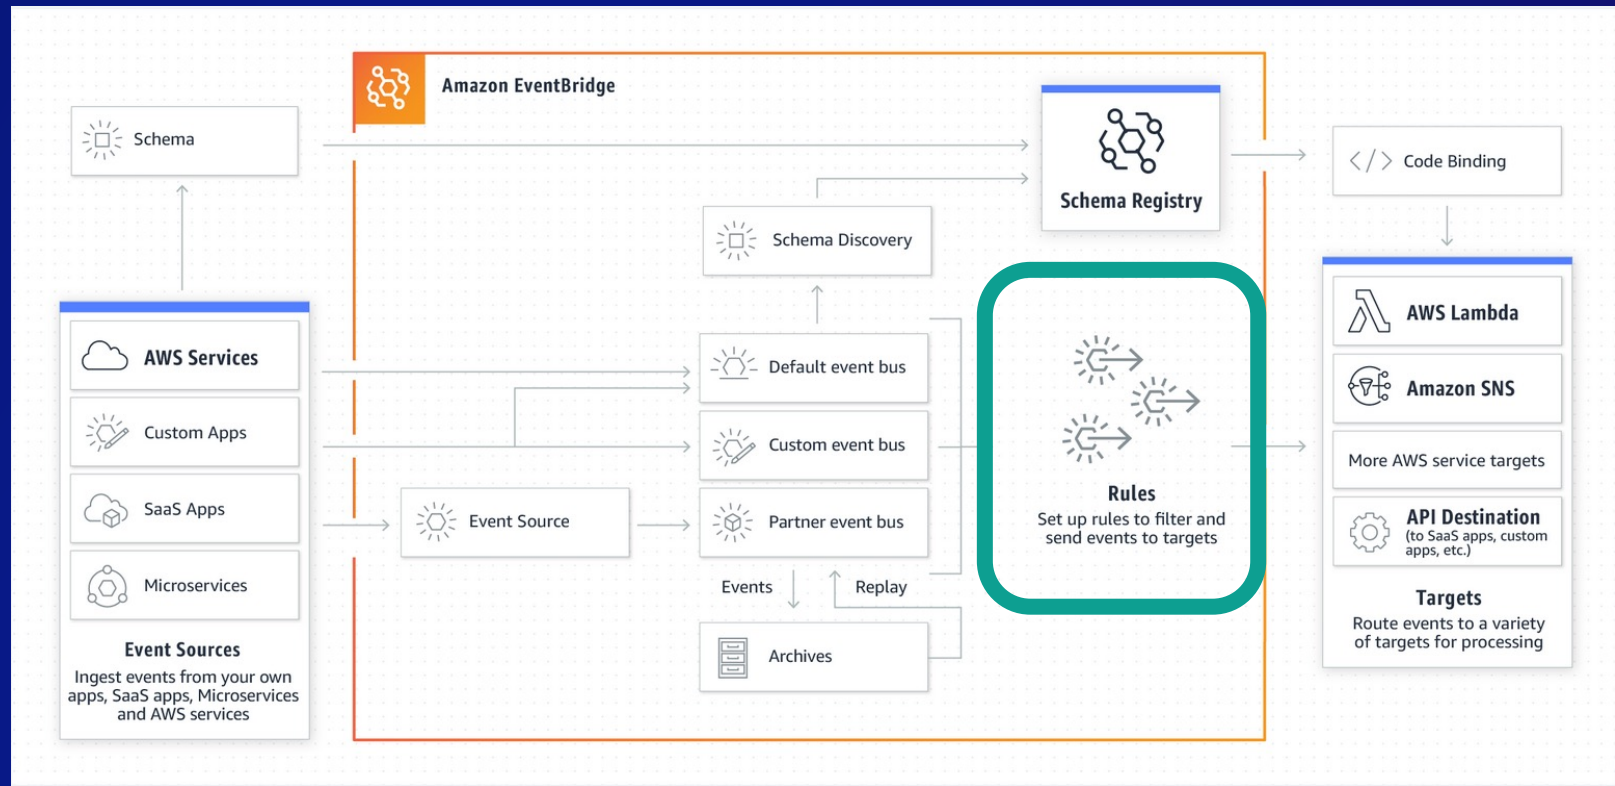 Amazon EventBridge
Schema
Schema Registry
</> Code Binding
Schema Discovery
AWS Services
Custom Apps
SaaS Apps
Microservices
Event Sources
Ingest events from your own
apps, SaaS apps, Microservices
and AWS services
Event Source
Default event bus
Custom event bus
Partner event bus
Events
Replay
Archives
Rules
Set up rules to filter and
send events to targets
AWS Lambda
Amazon SNS
More AWS service targets
API Destination
(to SaaS apps, custom
apps, etc.)
Targets
Route events to a variety
of targets for processing